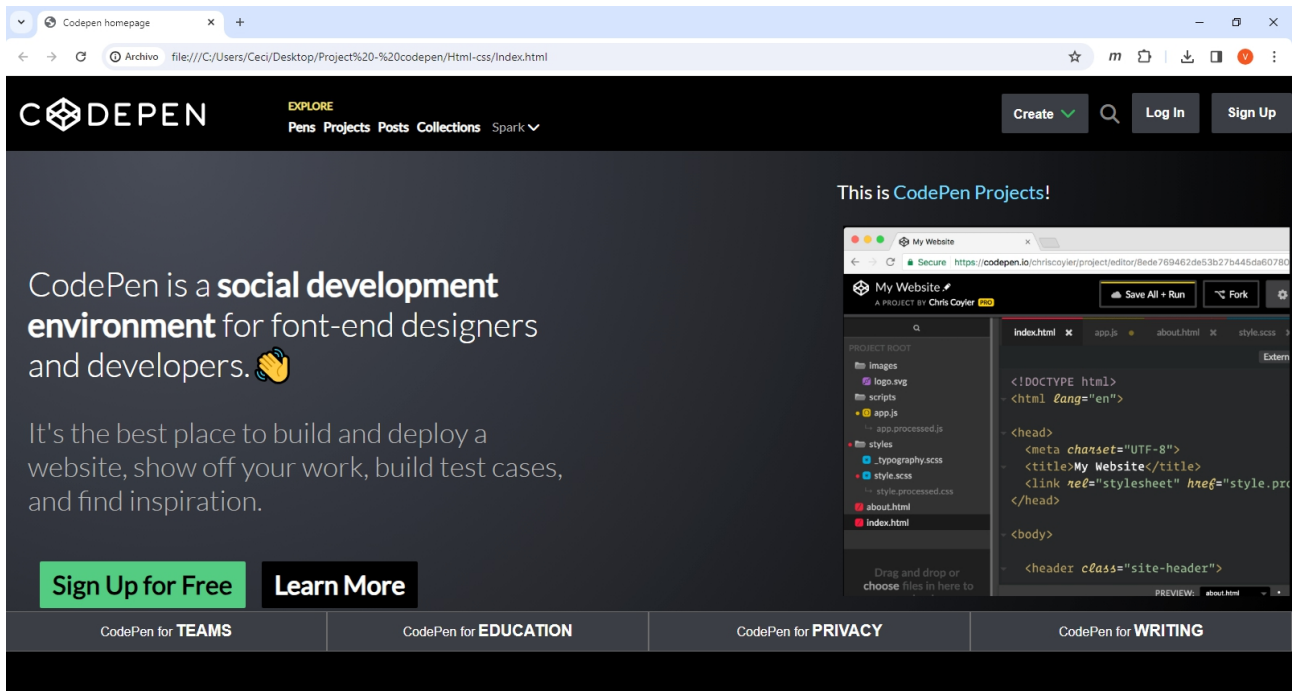 Codepen homepage
Archivo file:///C:/Users/Ceci/Desktop/Project%20-%20codepen/Html-css/Index.html
m
V
CODEPEN
EXPLORE
Pens Projects Posts Collections Spark
Create
Log In
Sign Up
This is CodePen Projects!
CodePen is a social development
environment for font-end designers
and developers.
It's the best place to build and deploy a
website, show off your work, build test cases,
and find inspiration.
Sign Up for Free
Learn More
My Website
Secure https://codepen.io/chriscoyier/project/editor/8ede769462de53b27b445da60780
My Website
A PROJECT BY Chris Coyier PRO
Save All + Run
Fork
PROJECT ROOT
images
logo.svg
scripts
app.js
app.processed.js
styles
_typography.scss
style.scss
style.processed.css
about.html
index.html
Drag and drop or
choose files in here to
index.html app.js about.html style.scss
Extern
<!DOCTYPE html>
<html lang="en">
<head>
<meta charset="UTF-8">
<title>My Website</title>
<link rel="stylesheet" href="style.pro
</head>
<body>
<header class="site-header">
PREVIEW: about.html
CodePen for TEAMS
CodePen for EDUCATION
CodePen for PRIVACY
CodePen for WRITING